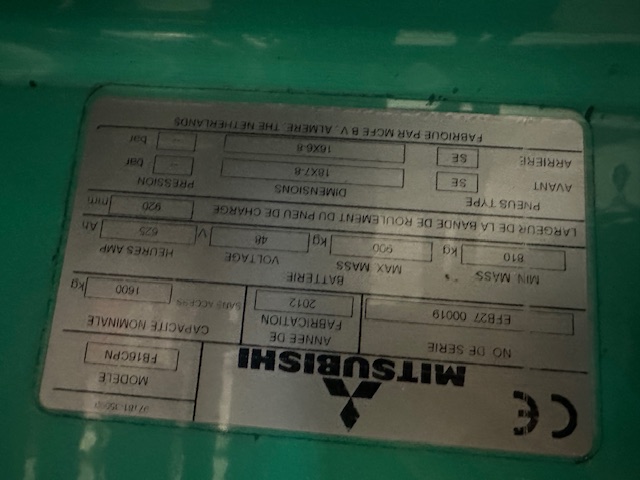 CE
MITSUBISHI
MODELE
FB16CPN
NO. DE SERIE
EFB27 00019
ANNEE DE FABRICATION
2012
CAPACITE NOMINALE
SANS ACCESS.
1600 kg
BATTERIE
MIN. MASS
810 kg
MAX. MASS
900 kg
VOLTAGE
48 V
HEURES AMP
625 Ah
LARGEUR DE LA BANDE DE ROULEMENT DU PNEU DE CHARGE
920 mm
PNEUS TYPE DIMENSIONS PRESSION
AVANT SE 18X7-8 - bar
ARRIERE SE 16X6-8 - bar
FABRIQUE PAR MCFE B.V. ALMERE, THE NETHERLANDS